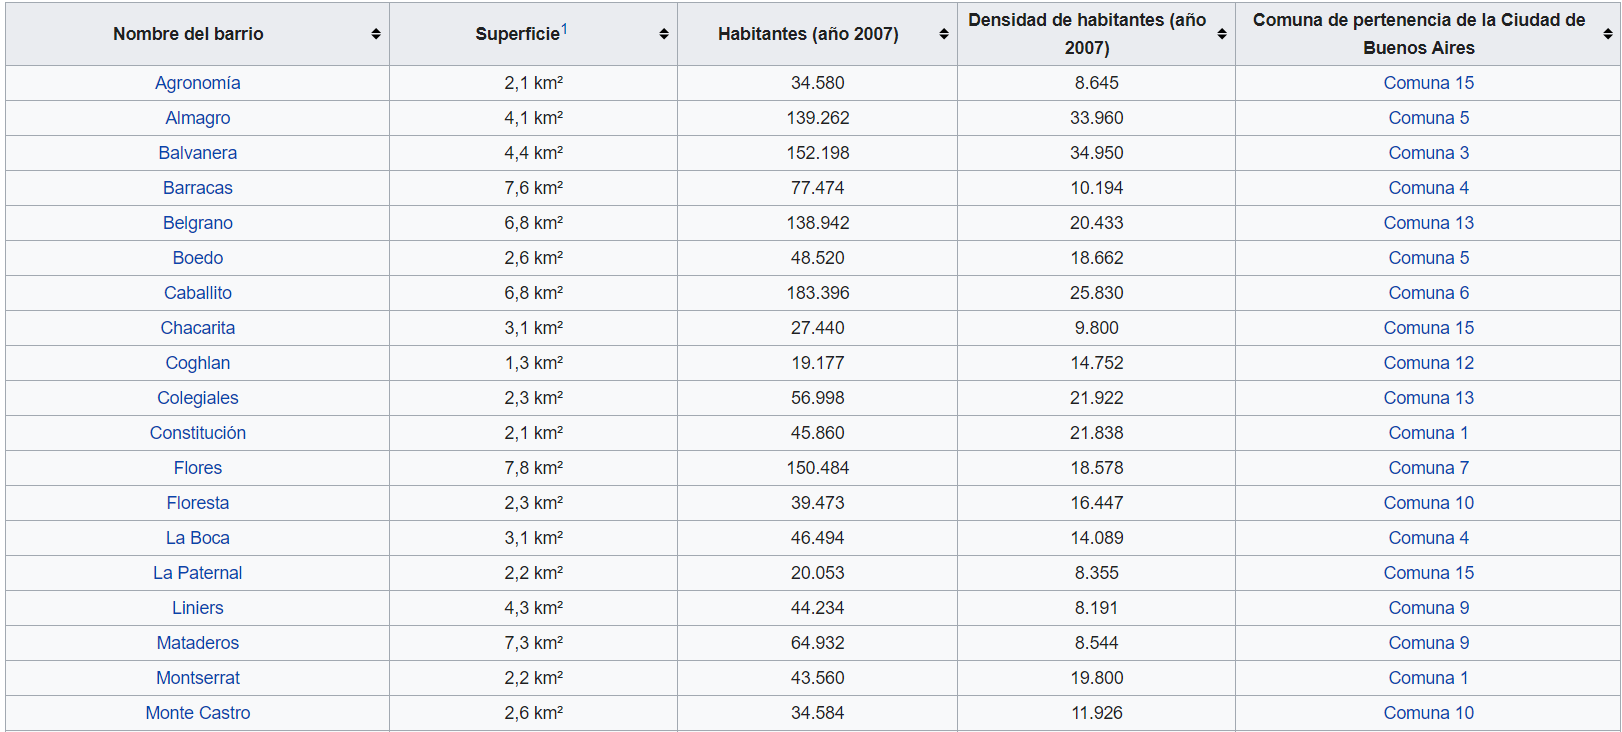 Nombre del barrio Superficie1 Habitantes (año 2007) Densidad de habitantes (año 2007) Comuna de pertenencia de la Ciudad de Buenos Aires
Agronomía 2,1 km² 34.580 8.645 Comuna 15
Almagro 4,1 km² 139.262 33.960 Comuna 5
Balvanera 4,4 km² 152.198 34.950 Comuna 3
Barracas 7,6 km² 77.474 10.194 Comuna 4
Belgrano 6,8 km² 138.942 20.433 Comuna 13
Boedo 2,6 km² 48.520 18.662 Comuna 5
Caballito 6,8 km² 183.396 25.830 Comuna 6
Chacarita 3,1 km² 27.440 9.800 Comuna 15
Coghlan 1,3 km² 19.177 14.752 Comuna 12
Colegiales 2,3 km² 56.998 21.922 Comuna 13
Constitución 2,1 km² 45.860 21.838 Comuna 1
Flores 7,8 km² 150.484 18.578 Comuna 7
Floresta 2,3 km² 39.473 16.447 Comuna 10
La Boca 3,1 km² 46.494 14.089 Comuna 4
La Paternal 2,2 km² 20.053 8.355 Comuna 15
Liniers 4,3 km² 44.234 8.191 Comuna 9
Mataderos 7,3 km² 64.932 8.544 Comuna 9
Montserrat 2,2 km² 43.560 19.800 Comuna 1
Monte Castro 2,6 km² 34.584 11.926 Comuna 10